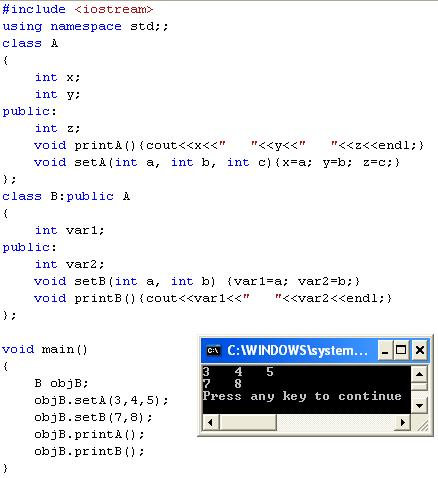 #include <iostream>
using namespace std;;
class A
{
    int x;
    int y;
public:
    int z;
    void printA(){cout<<x<<"   "<<y<<"   "<<z<<endl;}
    void setA(int a, int b, int c){x=a; y=b; z=c;}
};
class B:public A
{
    int var1;
public:
    int var2;
    void setB(int a, int b) {var1=a; var2=b;}
    void printB(){cout<<var1<<"   "<<var2<<endl;}
};

void main()
{
    B objB;
    objB.setA(3,4,5);
    objB.setB(7,8);
    objB.printA();
    objB.printB();
}
C:\WINDOWS\system...
3   4   5
7   8
Press any key to continue